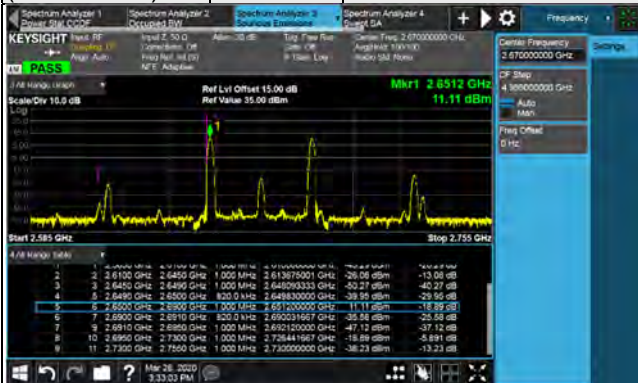 Spectrum Analyzer 1
Power Stat CCDF
Spectrum Analyzer 2
Occupied BW
Spectrum Analyzer 3
Spurious Emissions
Spectrum Analyzer 4
Swept SA
+
Frequency
KEYSIGHT
Input: RF
Coupling: DC
Align: Auto
Input Z: 50 Ω
Corrections: Off
Freq Ref: Int (S)
NFE: Adaptive
Atten: 30 dB
Trig: Free Run
Gate: Off
IF Gain: Low
Center Freq: 2.670000000 GHz
Avg|Hold: 100/100
Radio Std: None
PASS
Center Frequency
2.670000000 GHz
Settings
CF Step
Auto
Man
Freq Offset
0 Hz
Ref Lvl Offset 15.00 dB
Mkr1 2.6512 GHz
Scale/Div 10.0 dB
Ref Value 35.00 dBm
11.11 dBm
Log
Start 2.585 GHz
Stop 2.755 GHz
2 2 2.6100 GHz 2.6450 GHz 1.000 MHz 2.613675001 GHz -26.08 dBm -13.08 dB
3 3 2.6450 GHz 2.6490 GHz 1.000 MHz 2.648093333 GHz -50.27 dBm -40.27 dB
4 5 2.6490 GHz 2.6500 GHz 820.0 kHz 2.649830000 GHz -39.95 dBm -29.95 dB
5 6 2.6500 GHz 2.6900 GHz 1.000 MHz 2.651200000 GHz 11.11 dBm -18.89 dB
6 7 2.6900 GHz 2.6910 GHz 820.0 kHz 2.690031667 GHz -35.58 dBm -25.58 dB
7 9 2.6910 GHz 2.6950 GHz 1.000 MHz 2.692120000 GHz -47.12 dBm -37.12 dB
8 10 2.6950 GHz 2.7300 GHz 1.000 MHz 2.726441667 GHz -18.89 dBm -5.891 dB
9 11 2.7300 GHz 2.7550 GHz 1.000 MHz 2.730000000 GHz -38.23 dBm -13.23 dB
?
Mar 28, 2020
3:33:03 PM